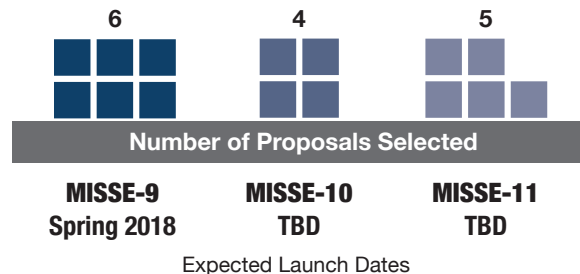 6 4 5
Number of Proposals Selected
MISSE-9 MISSE-10 MISSE-11
Spring 2018 TBD TBD
Expected Launch Dates